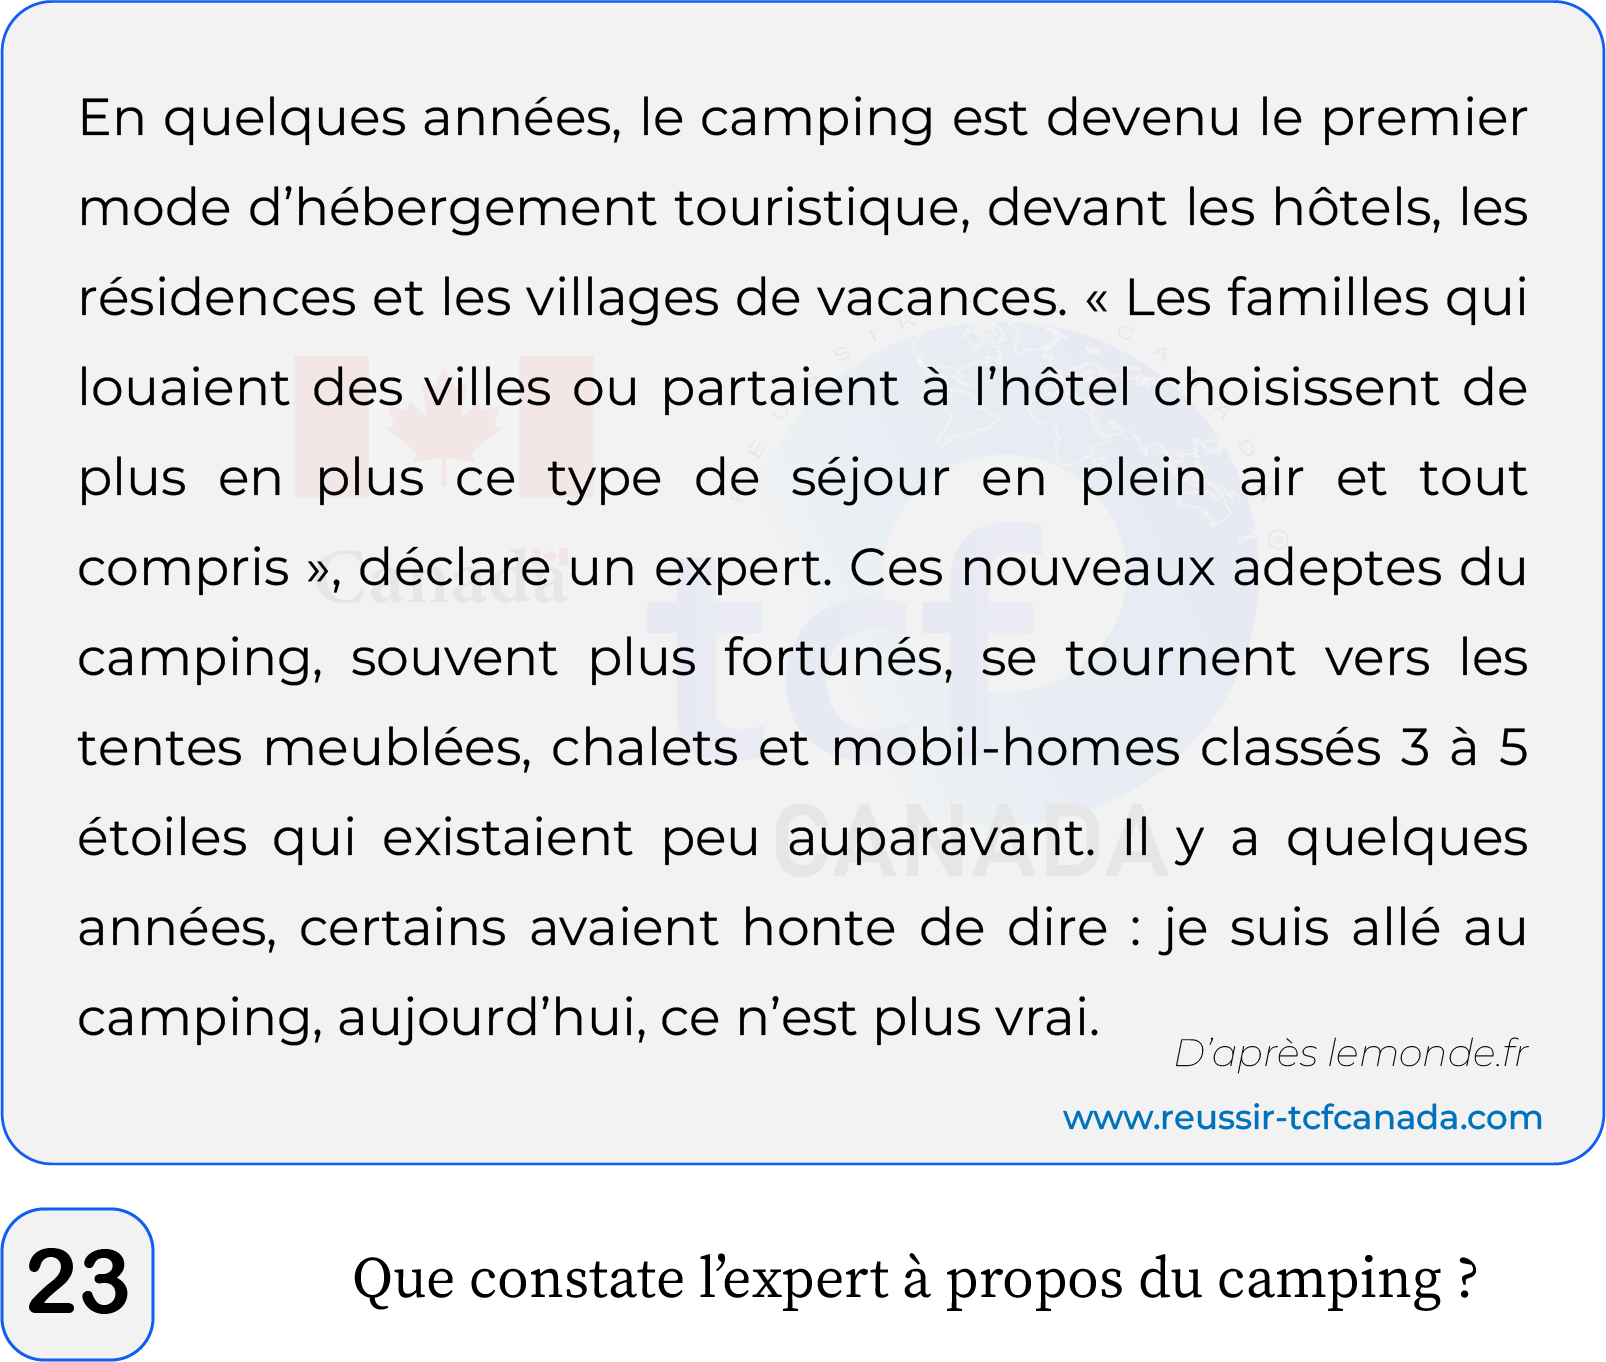 En quelques années, le camping est devenu le premier
mode d’hébergement touristique, devant les hôtels, les
résidences et les villages de vacances. « Les familles qui
louaient des villes ou partaient à l’hôtel choisissent de
plus en plus ce type de séjour en plein air et tout
compris », déclare un expert. Ces nouveaux adeptes du
camping, souvent plus fortunés, se tournent vers les
tentes meublées, chalets et mobil-homes classés 3 à 5
étoiles qui existaient peu auparavant. Il y a quelques
années, certains avaient honte de dire : je suis allé au
camping, aujourd’hui, ce n’est plus vrai.
D’après lemonde.fr
www.reussir-tcfcanada.com
RÉUSSIR CANADA ®
Canada
tcf
CANADA
23
Que constate l’expert à propos du camping ?